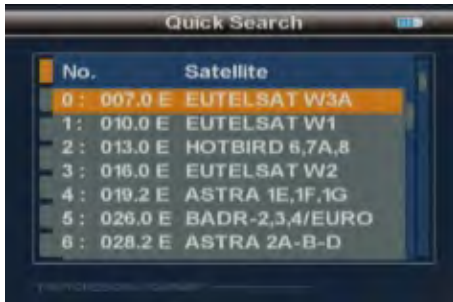 Quick Search
No. Satellite
0 : 007.0 E EUTELSAT W3A
1 : 010.0 E EUTELSAT W1
2 : 013.0 E HOTBIRD 6,7A,8
3 : 016.0 E EUTELSAT W2
4 : 019.2 E ASTRA 1E,1F,1G
5 : 026.0 E BADR-2,3,4/EURO
6 : 028.2 E ASTRA 2A-B-D